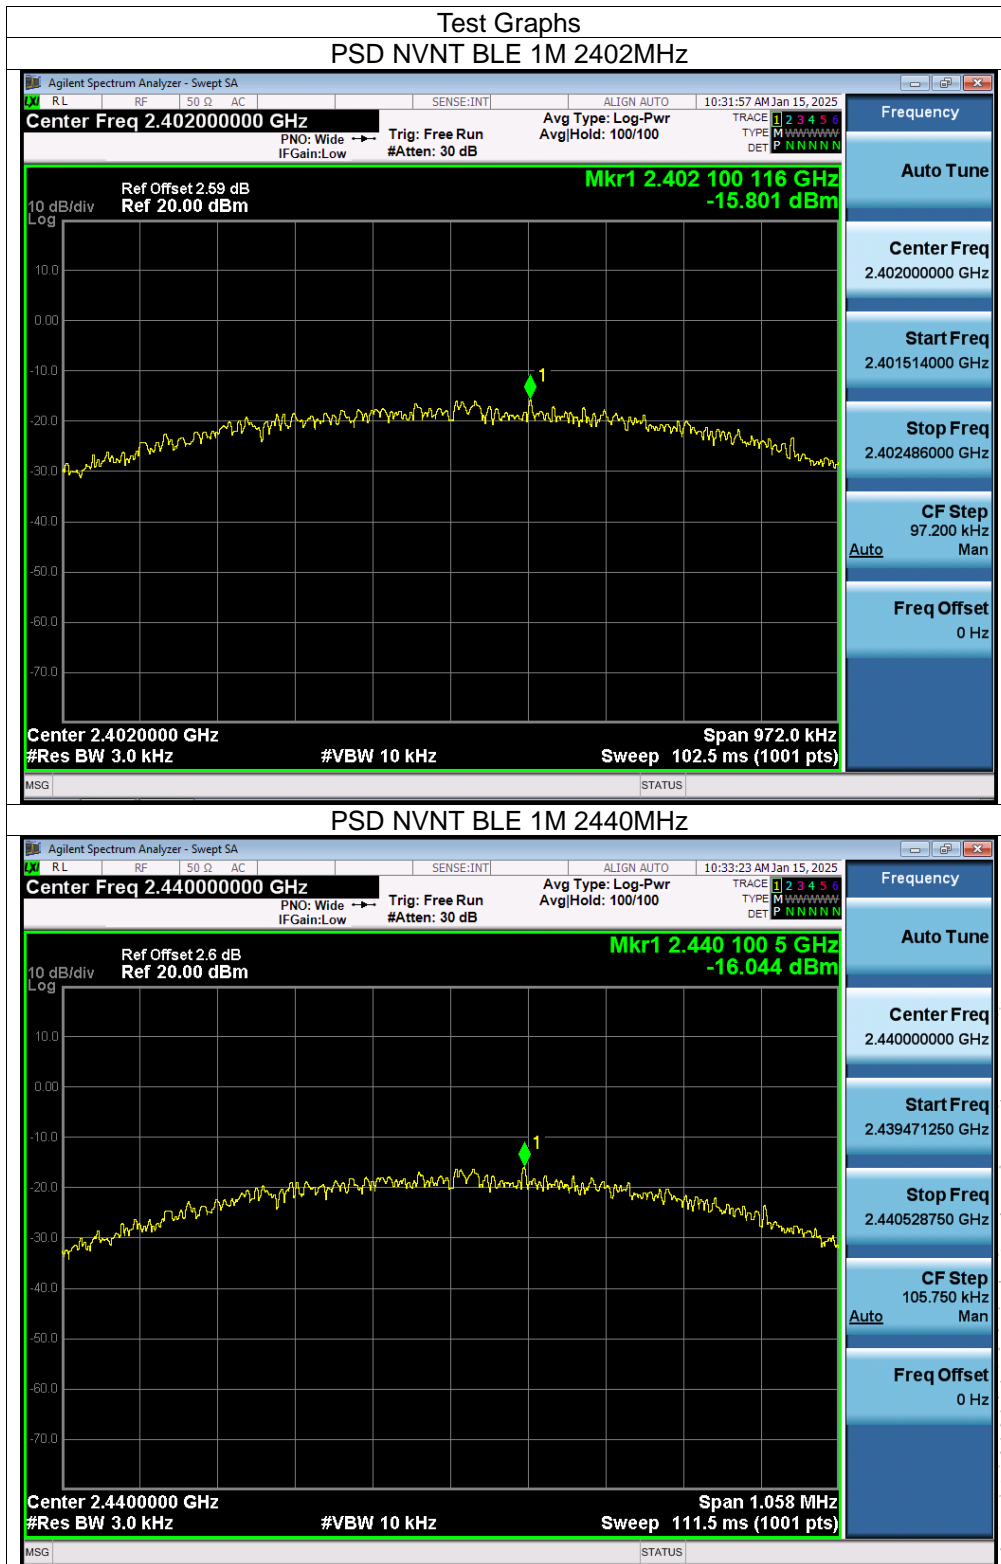 Test Graphs
PSD NVNT BLE 1M 2402MHz
Agilent Spectrum Analyzer - Swept SA
LXI RL RF 50 Ω AC SENSE:INT ALIGN AUTO 10:31:57 AM Jan 15, 2025
Center Freq 2.402000000 GHz
PNO: Wide
IFGain:Low
Trig: Free Run
#Atten: 30 dB
Avg Type: Log-Pwr
Avg|Hold: 100/100
TRACE 1 2 3 4 5 6
TYPE M WWWWW
DET P N N N N N
Mkr1 2.402 100 116 GHz
-15.801 dBm
Ref Offset 2.59 dB
10 dB/div Ref 20.00 dBm
Log
10.0
0.00
-10.0
-20.0
-30.0
-40.0
-50.0
-60.0
-70.0
1
Center 2.4020000 GHz Span 972.0 kHz
#Res BW 3.0 kHz #VBW 10 kHz Sweep 102.5 ms (1001 pts)
MSG STATUS
Frequency
Auto Tune
Center Freq
2.402000000 GHz
Start Freq
2.401514000 GHz
Stop Freq
2.402486000 GHz
CF Step
97.200 kHz
Auto Man
Freq Offset
0 Hz
PSD NVNT BLE 1M 2440MHz
Agilent Spectrum Analyzer - Swept SA
LXI RL RF 50 Ω AC SENSE:INT ALIGN AUTO 10:33:23 AM Jan 15, 2025
Center Freq 2.440000000 GHz
PNO: Wide
IFGain:Low
Trig: Free Run
#Atten: 30 dB
Avg Type: Log-Pwr
Avg|Hold: 100/100
TRACE 1 2 3 4 5 6
TYPE M WWWWW
DET P N N N N N
Mkr1 2.440 100 5 GHz
-16.044 dBm
Ref Offset 2.6 dB
10 dB/div Ref 20.00 dBm
Log
10.0
0.00
-10.0
-20.0
-30.0
-40.0
-50.0
-60.0
-70.0
1
Center 2.4400000 GHz Span 1.058 MHz
#Res BW 3.0 kHz #VBW 10 kHz Sweep 111.5 ms (1001 pts)
MSG STATUS
Frequency
Auto Tune
Center Freq
2.440000000 GHz
Start Freq
2.439471250 GHz
Stop Freq
2.440528750 GHz
CF Step
105.750 kHz
Auto Man
Freq Offset
0 Hz